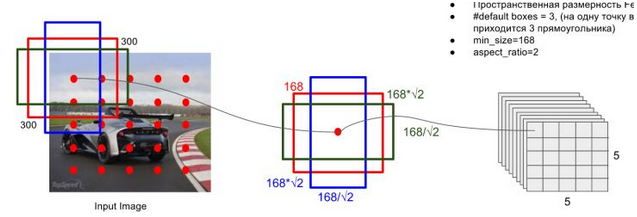 Пространственная размерность
#default boxes = 3, (на одну точку
приходится 3 прямоугольника)
min_size=168
aspect_ratio=2
300
300
168
168*√2
168/√2
168*√2
168/√2
5
5
Input Image